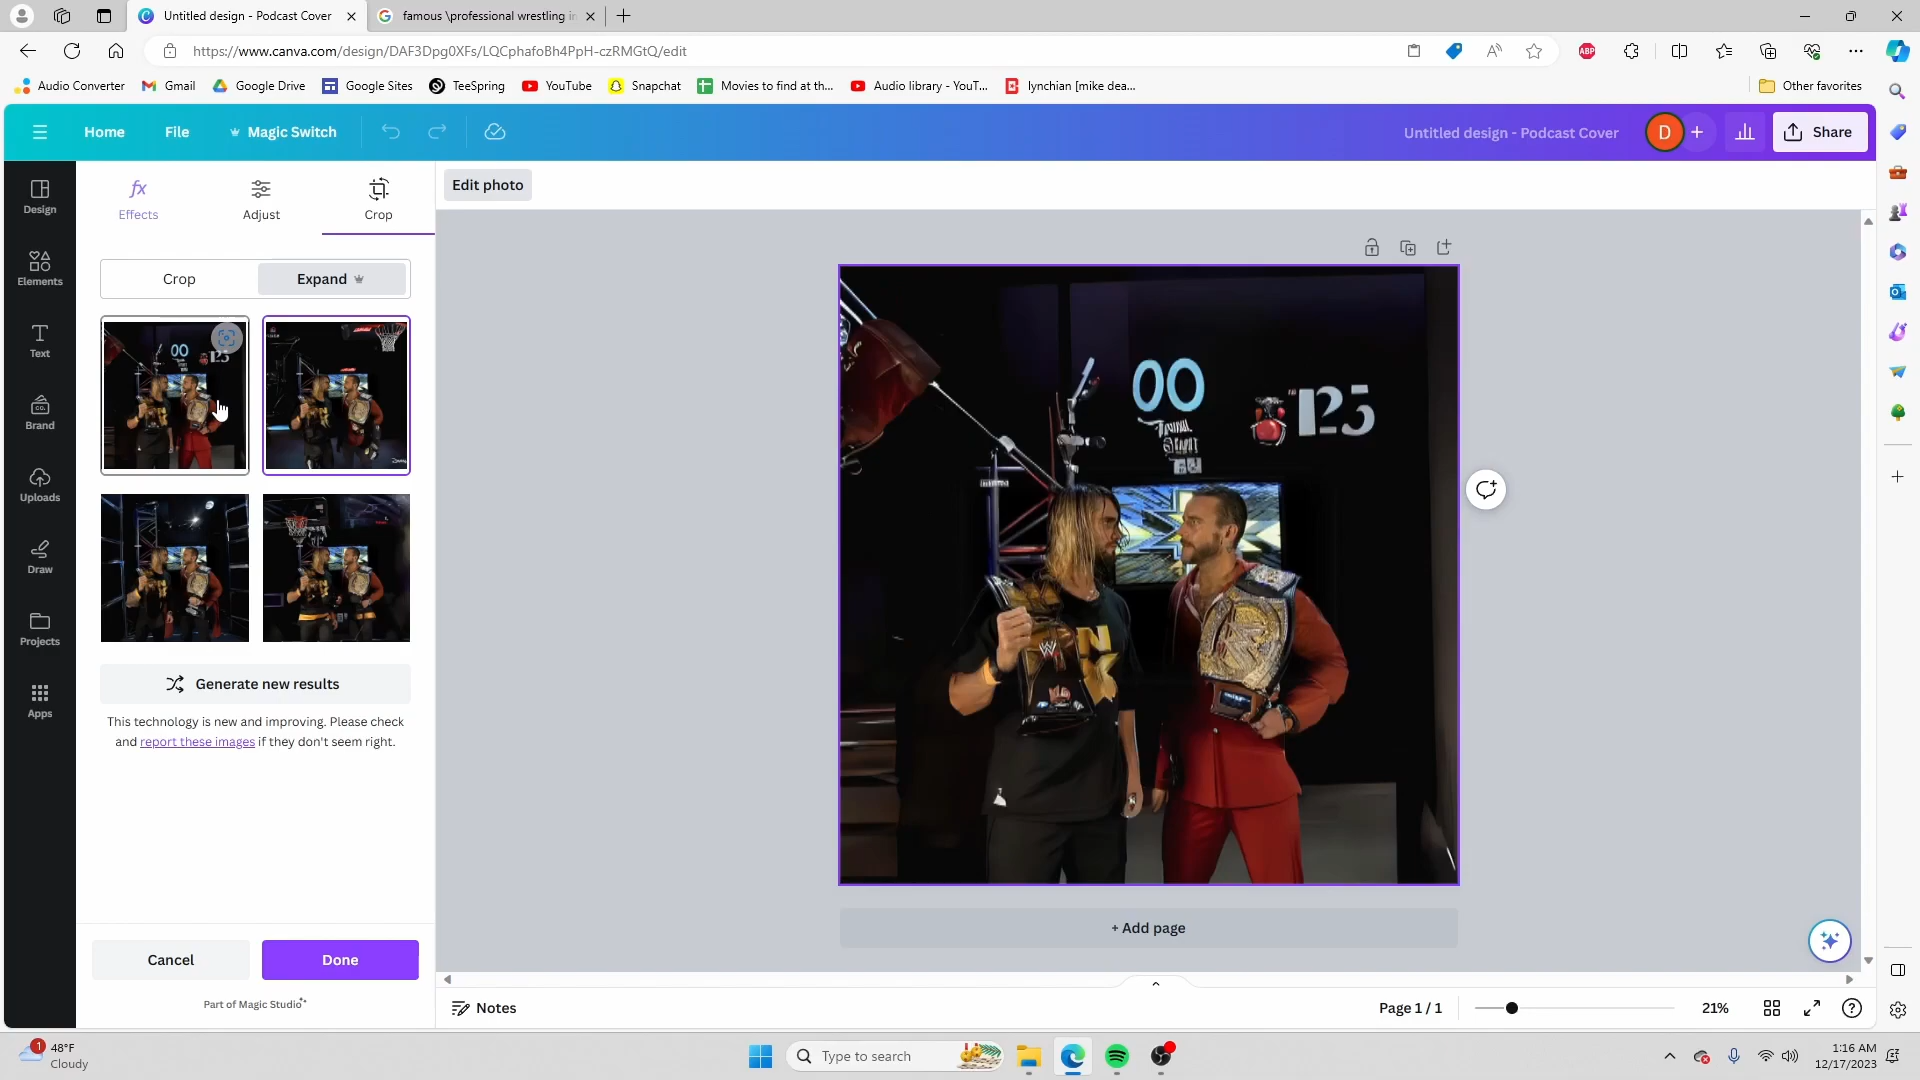 Untitled design - Podcast Cover
famous \professional wrestling in
https://www.canva.com/design/DAF3Dpg0XFs/LQCphafoBh4PpH-czRMGtQ/edit
ABP
Audio Converter
Gmail
Google Drive
Google Sites
TeeSpring
YouTube
Snapchat
Movies to find at th...
Audio library - YouT...
lynchian [mike dea...
Other favorites
Home
File
Magic Switch
Untitled design - Podcast Cover
D
Share
Design
Elements
Text
Brand
Uploads
Draw
Projects
Apps
fx
Effects
Adjust
Crop
Edit photo
Crop
Expand
Generate new results
This technology is new and improving. Please check
and report these images if they don't seem right.
Cancel
Done
Part of Magic Studio
00
+ Add page
Notes
Page 1 / 1
21%
1
48°F
Cloudy
Type to search
1:16 AM
12/17/2023